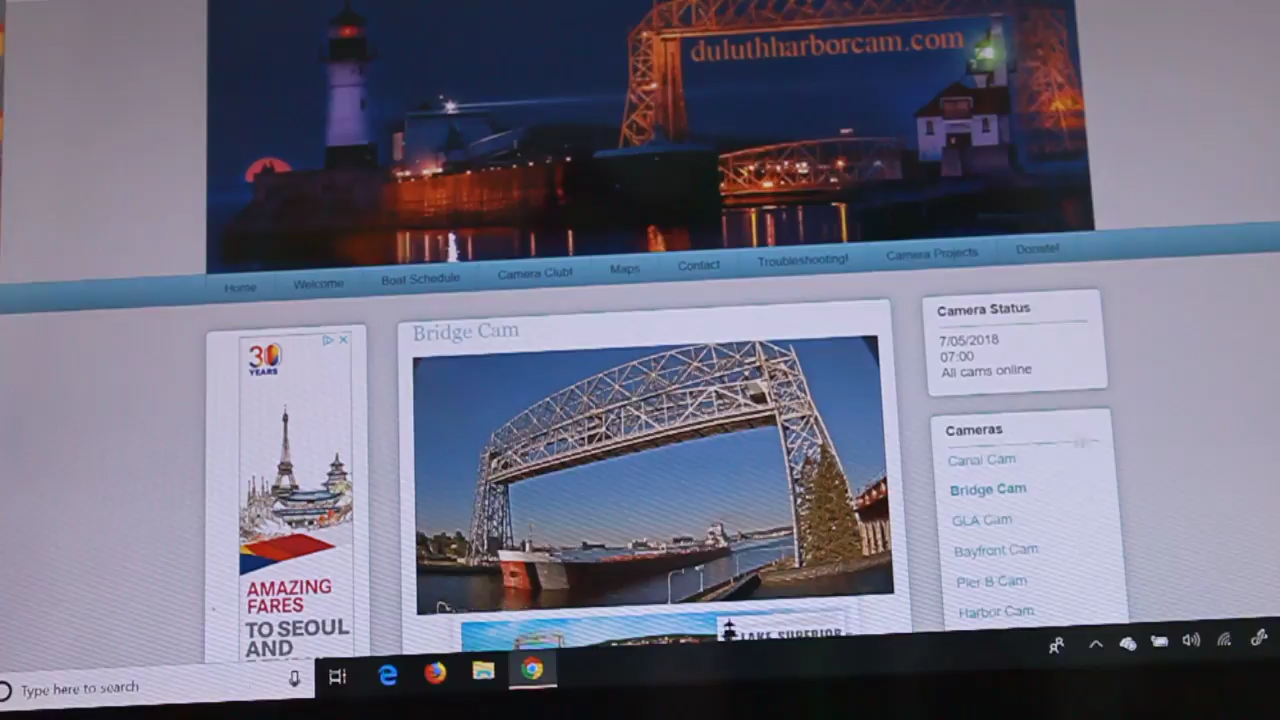 duluthharborcam.com
Home Welcome Boat Schedule Camera Club! Maps Contact Troubleshooting! Camera Projects Donate!
30
YEARS
AMAZING
FARES
TO SEOUL
AND
Bridge Cam
LAKE SUPERIOR
Camera Status
7/05/2018
07:00
All cams online
Cameras
Canal Cam
Bridge Cam
GLA Cam
Bayfront Cam
Pier B Cam
Harbor Cam
Type here to search